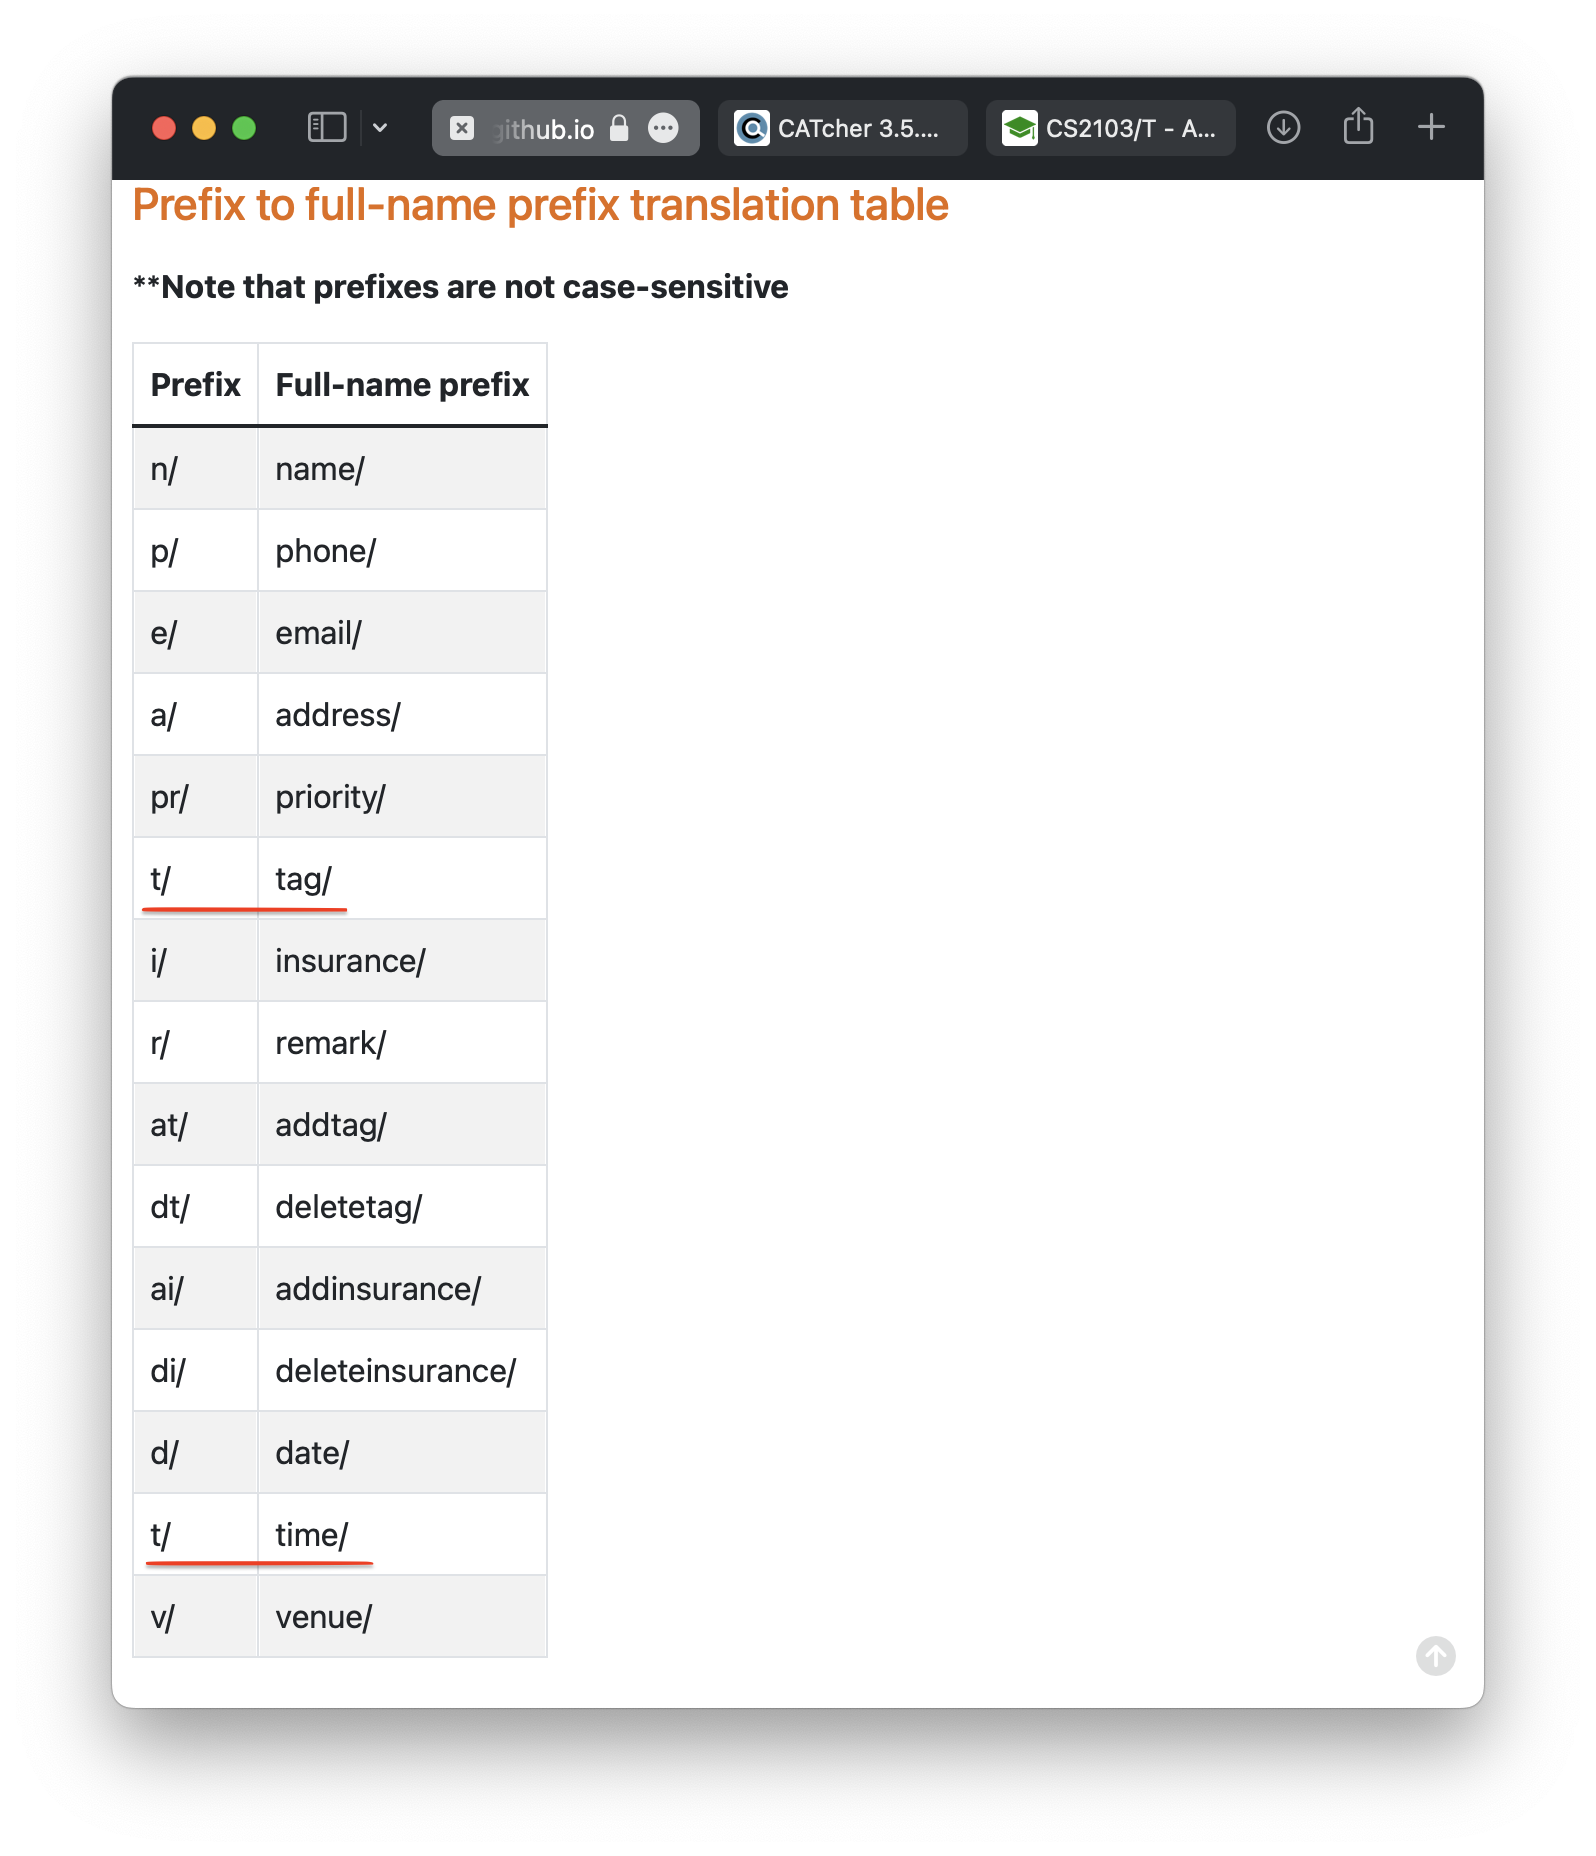 github.io CATcher 3.5.... CS2103/T - A...
Prefix to full-name prefix translation table
**Note that prefixes are not case-sensitive
Prefix Full-name prefix
n/ name/
p/ phone/
e/ email/
a/ address/
pr/ priority/
t/ tag/
i/ insurance/
r/ remark/
at/ addtag/
dt/ deletetag/
ai/ addinsurance/
di/ deleteinsurance/
d/ date/
t/ time/
v/ venue/